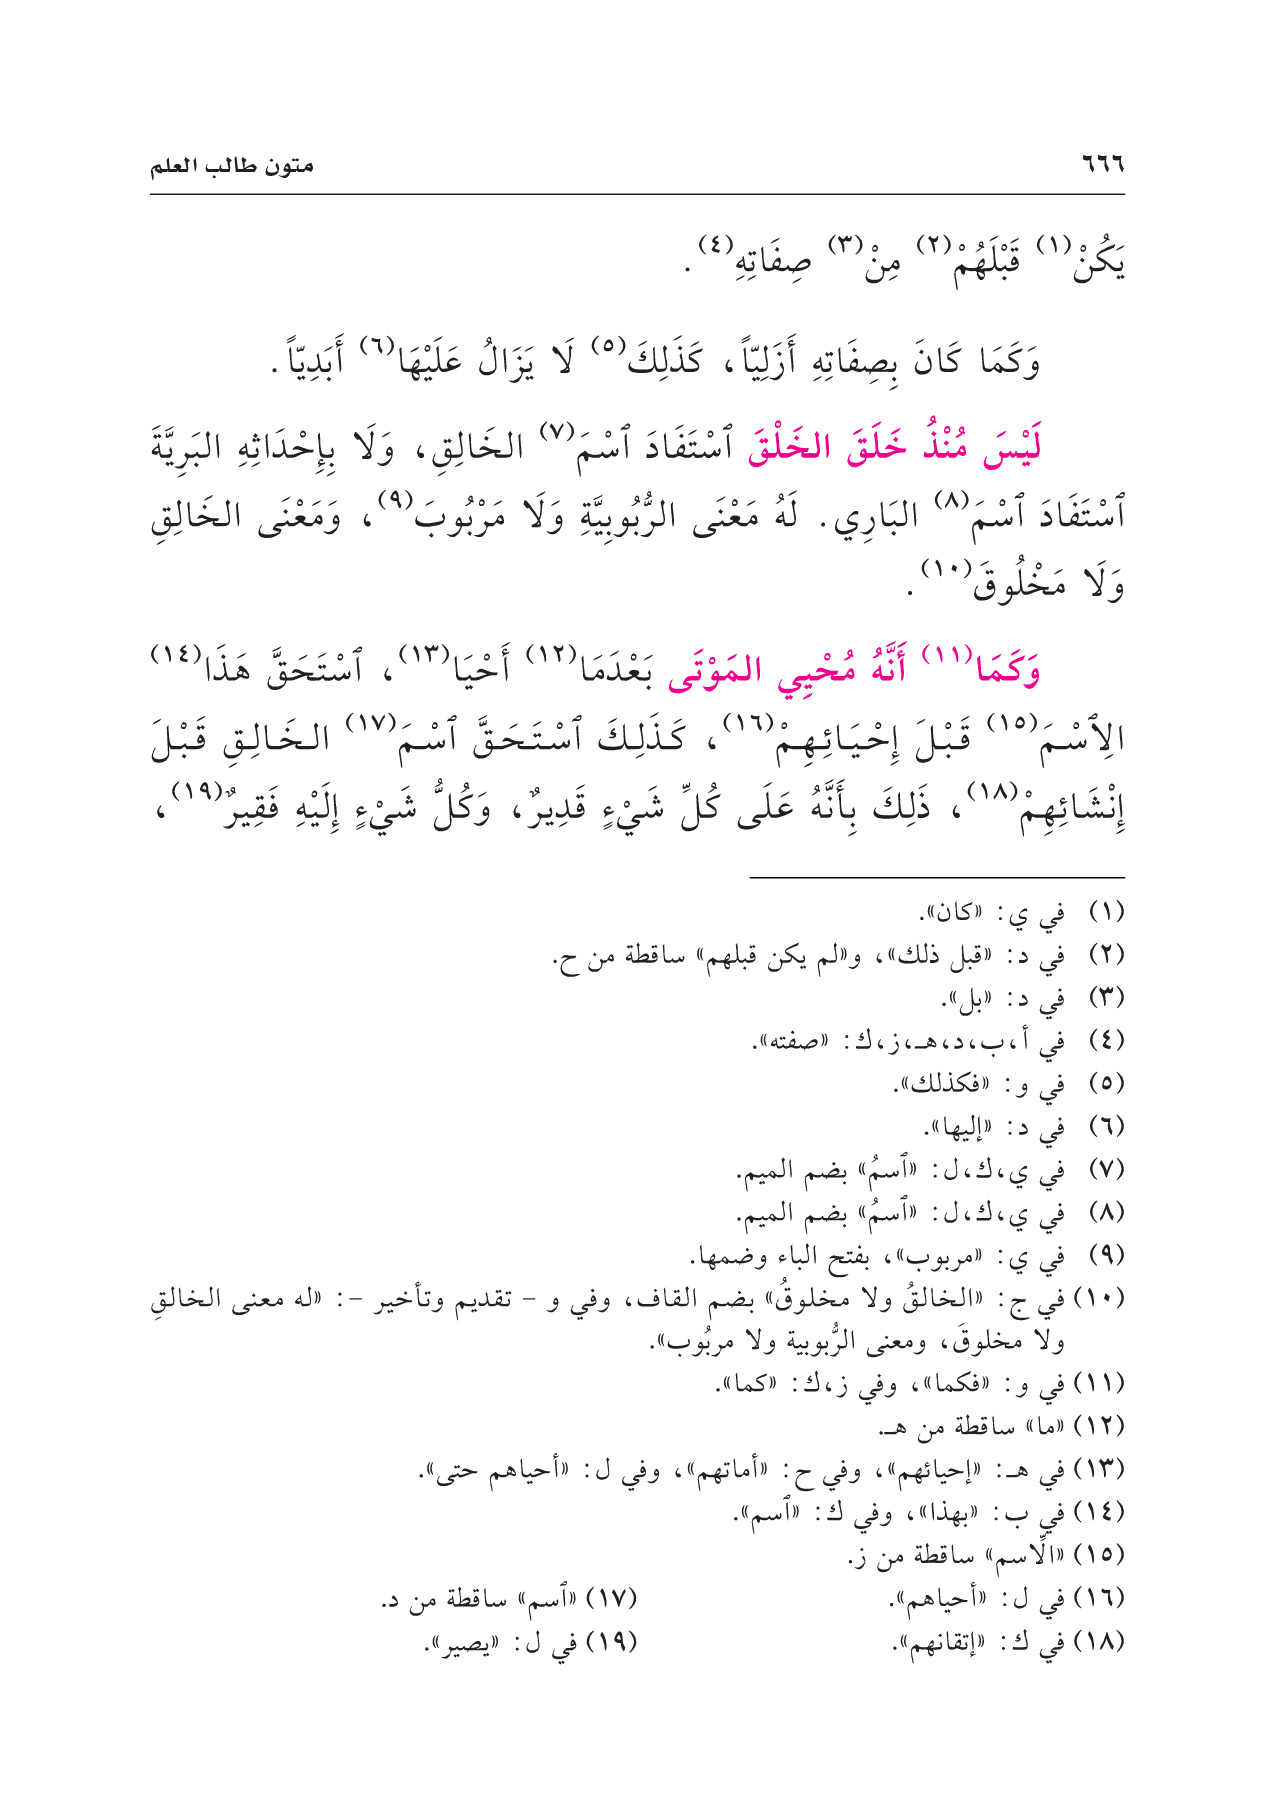 ٦٦٦ متون طالب العلم
يَكُنْ(١) قَبْلَهُمْ(٢) مِنْ(٣) صِفَاتِهِ(٤).
وَكَمَا كَانَ بِصِفَاتِهِ أَزَلِيّاً، كَذَلِكَ(٥) لَا يَزَالُ عَلَيْهَا(٦) أَبَدِيّاً.
لَيْسَ مُنْذُ خَلَقَ الخَلْقَ ٱسْتَفَادَ ٱسْمَ(٧) الخَالِقِ، وَلَا بِإِحْدَاثِهِ البَرِيَّةَ
ٱسْتَفَادَ ٱسْمَ(٨) البَارِي. لَهُ مَعْنَى الرُّبُوبِيَّةِ وَلَا مَرْبُوبَ(٩)، وَمَعْنَى الخَالِقِ
وَلَا مَخْلُوقَ(١٠).
وَكَمَا(١١) أَنَّهُ مُحْيِي المَوْتَى بَعْدَمَا(١٢) أَحْيَا(١٣)، ٱسْتَحَقَّ هَذَا(١٤)
الِٱسْمَ(١٥) قَبْلَ إِحْيَائِهِمْ(١٦)، كَذَلِكَ ٱسْتَحَقَّ ٱسْمَ(١٧) الخَالِقِ قَبْلَ
إِنْشَائِهِمْ(١٨)، ذَلِكَ بِأَنَّهُ عَلَى كُلِّ شَيْءٍ قَدِيرٌ، وَكُلُّ شَيْءٍ إِلَيْهِ فَقِيرٌ(١٩)،
(١) في ي: «كان».
(٢) في د: «قبل ذلك»، و«لم يكن قبلهم» ساقطة من ح.
(٣) في د: «بل».
(٤) في أ،ب،د،هـ،ز،ك: «صفته».
(٥) في و: «فكذلك».
(٦) في د: «إليها».
(٧) في ي،ك،ل: «ٱسمُ» بضم الميم.
(٨) في ي،ك،ل: «ٱسمُ» بضم الميم.
(٩) في ي: «مربوب»، بفتح الباء وضمها.
(١٠) في ج: «الخالقُ ولا مخلوقُ» بضم القاف، وفي و - تقديم وتأخير -: «له معنى الخالقِ
ولا مخلوقَ، ومعنى الرُّبوبية ولا مربُوب».
(١١) في و: «فكما»، وفي ز،ك: «كما».
(١٢) «ما» ساقطة من هـ.
(١٣) في هـ: «إحيائهم»، وفي ح: «أماتهم»، وفي ل: «أحياهم حتى».
(١٤) في ب: «بهذا»، وفي ك: «ٱسم».
(١٥) «الِاسم» ساقطة من ز.
(١٦) في ل: «أحياهم». (١٧) «ٱسم» ساقطة من د.
(١٨) في ك: «إتقانهم». (١٩) في ل: «يصير».